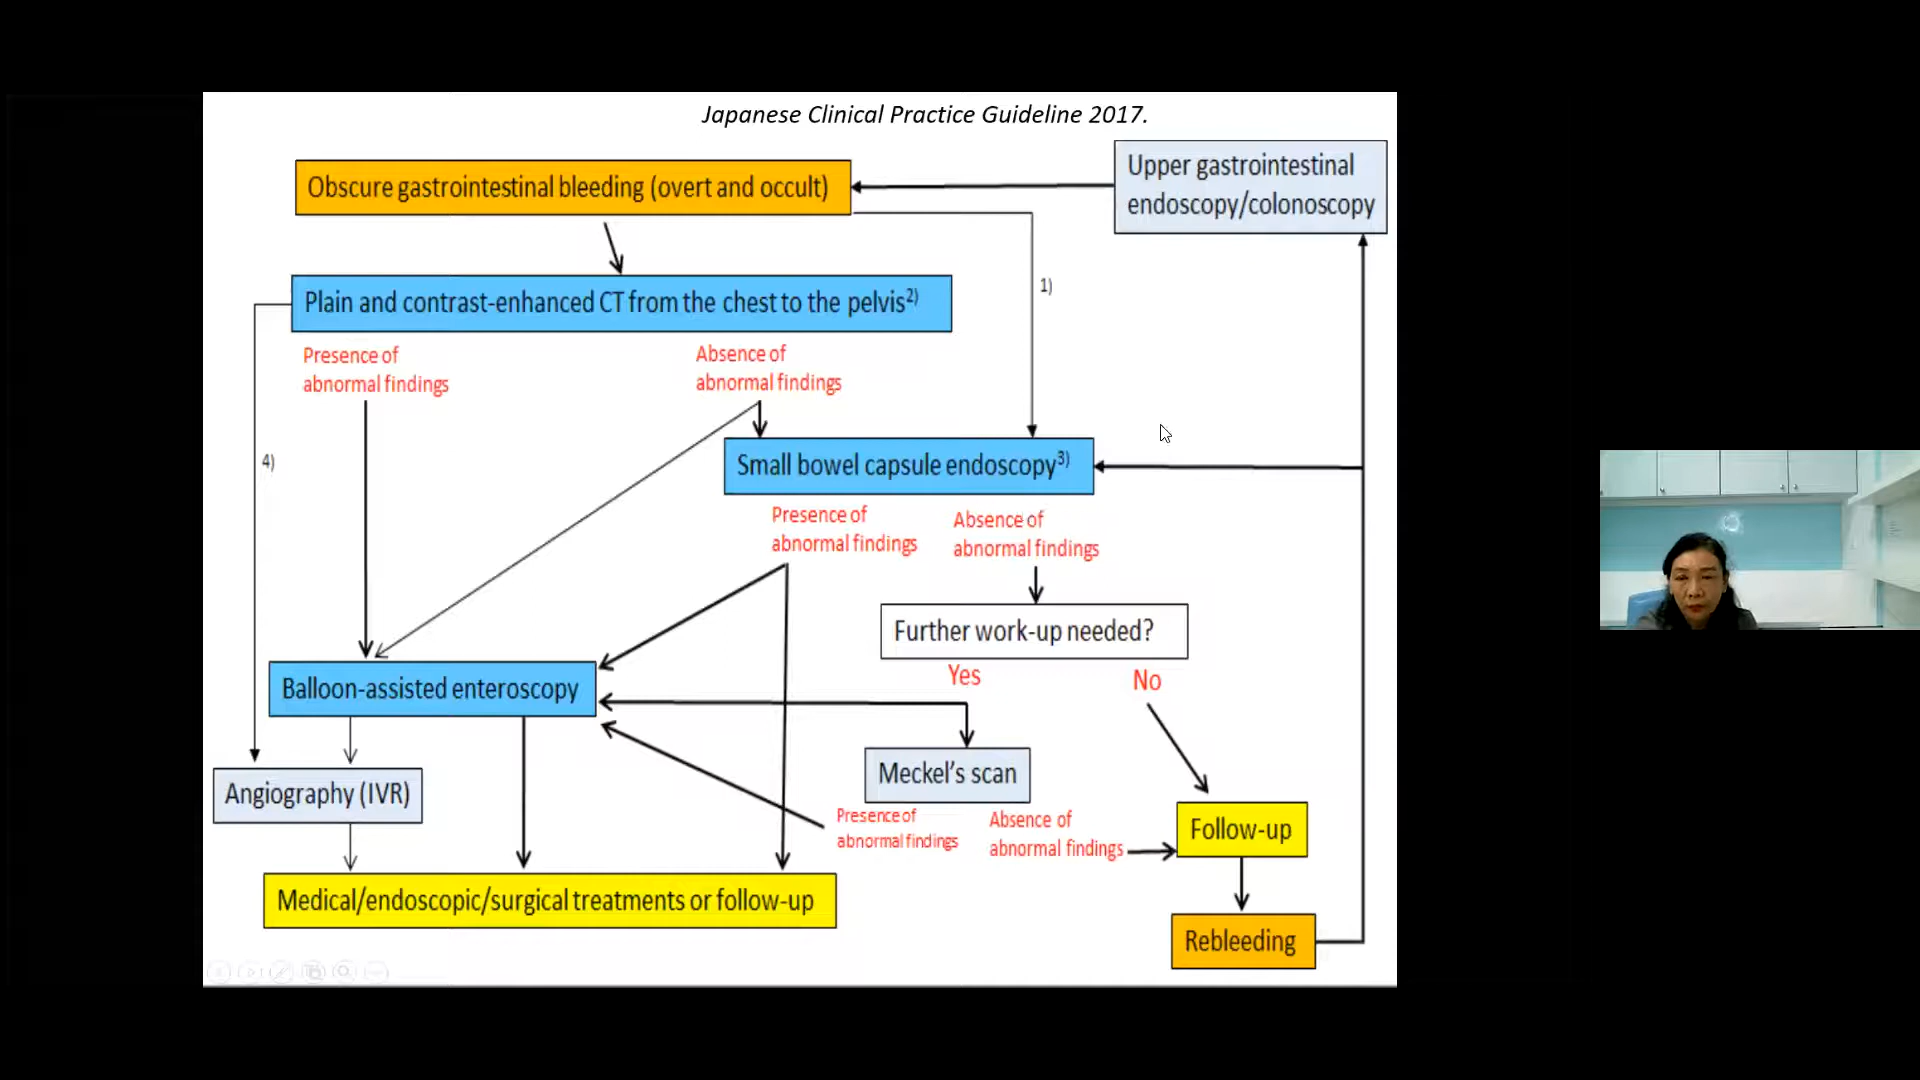 Japanese Clinical Practice Guideline 2017.
Upper gastrointestinal
endoscopy/colonoscopy
Obscure gastrointestinal bleeding (overt and occult)
1)
Plain and contrast-enhanced CT from the chest to the pelvis2)
Presence of
abnormal findings
Absence of
abnormal findings
4)
Small bowel capsule endoscopy3)
Presence of
abnormal findings
Absence of
abnormal findings
Further work-up needed?
Yes
No
Balloon-assisted enteroscopy
Meckel's scan
Angiography (IVR)
Presence of
abnormal findings
Absence of
abnormal findings
Follow-up
Medical/endoscopic/surgical treatments or follow-up
Rebleeding